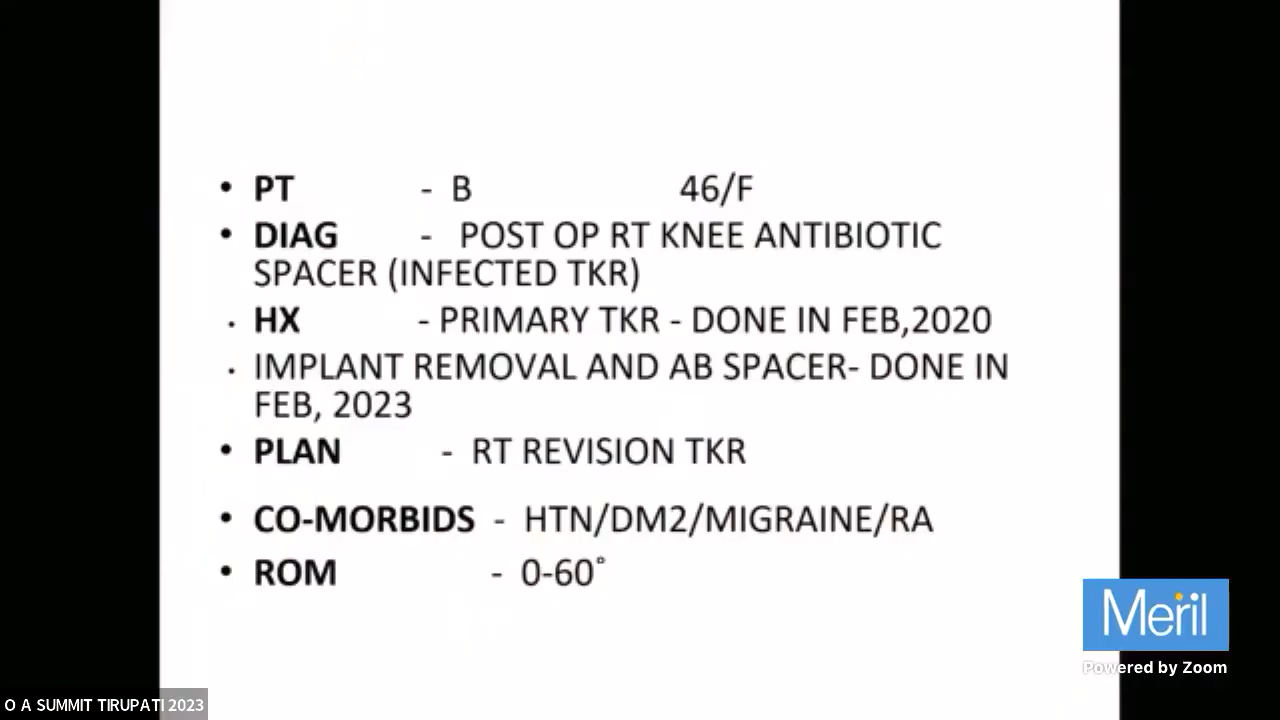 • PT - B 46/F
• DIAG - POST OP RT KNEE ANTIBIOTIC
SPACER (INFECTED TKR)
• HX - PRIMARY TKR - DONE IN FEB,2020
• IMPLANT REMOVAL AND AB SPACER- DONE IN
FEB, 2023
• PLAN - RT REVISION TKR
• CO-MORBIDS - HTN/DM2/MIGRAINE/RA
• ROM - 0-60°
Meril
Powered by Zoom
O A SUMMIT TIRUPATI 2023